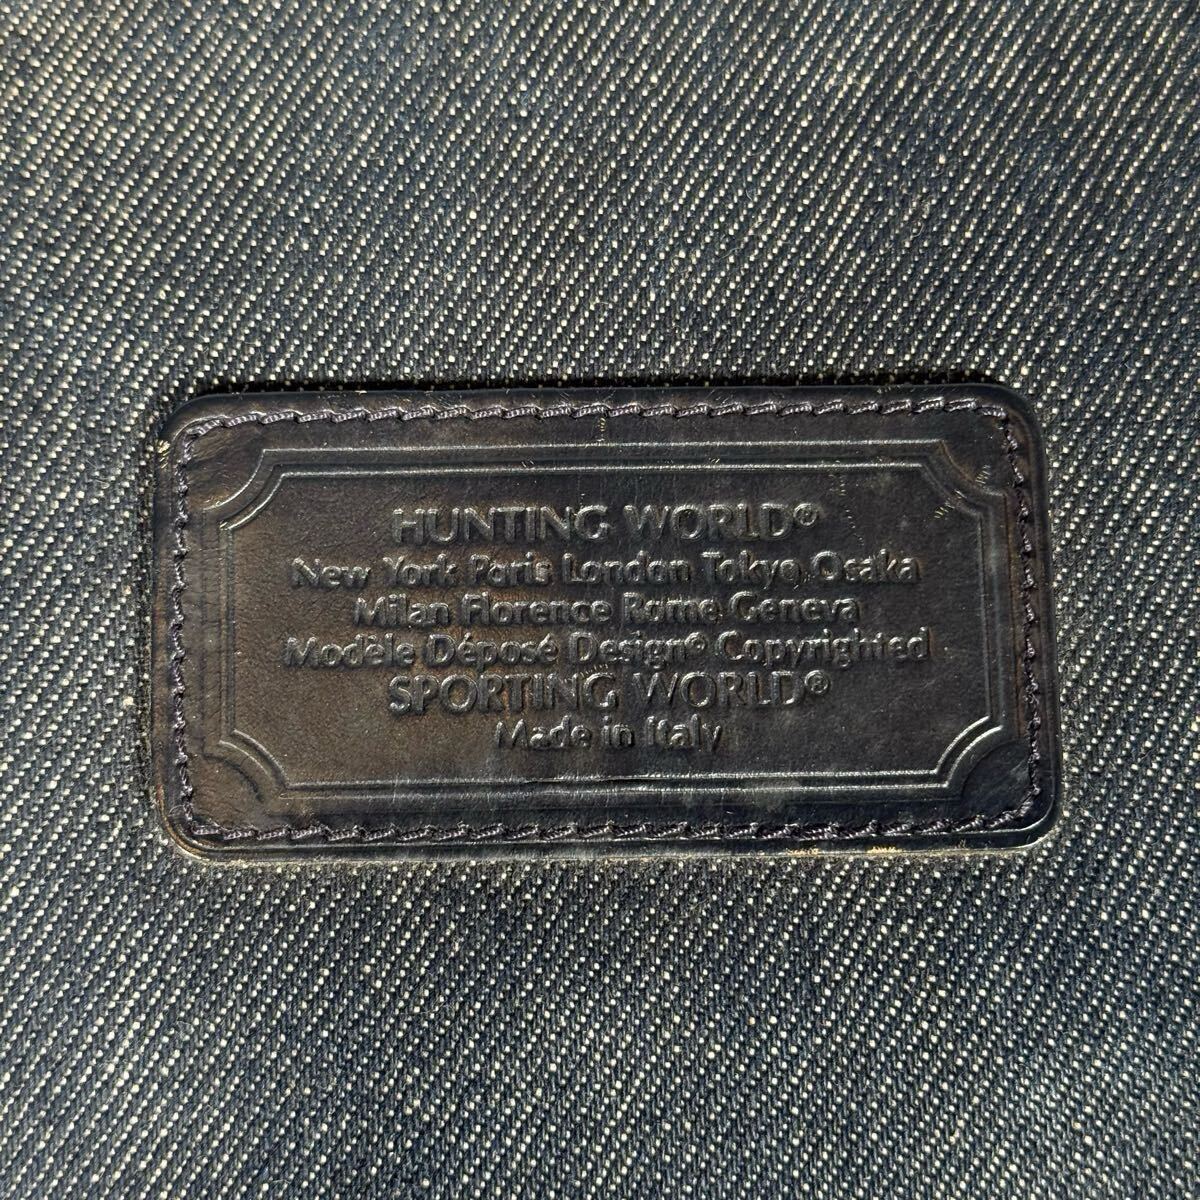 HUNTING WORLD®
New York Paris London Tokyo Osaka
Milan Florence Rome Geneva
Modèle Déposé Design® Copyrighted
SPORTING WORLD®
Made in Italy